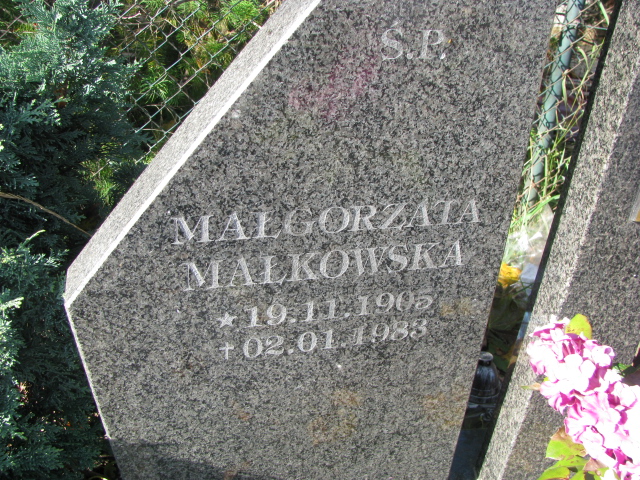 Ś.P.
MAŁGORZATA
MAŁKOWSKA
★ 19.11.1905
✝ 02.01.1983